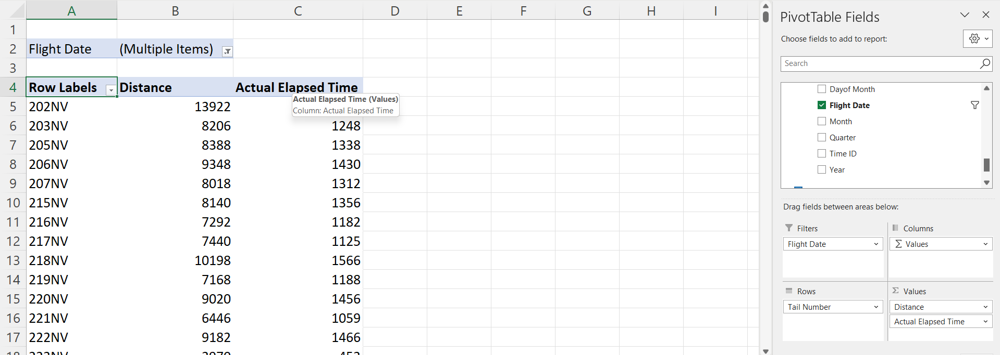 A B C D E F G H I
1
2 Flight Date (Multiple Items)
3
4 Row Labels Distance Actual Elapsed Time
Actual Elapsed Time (Values)
Column: Actual Elapsed Time
5 202NV 13922
6 203NV 8206 1248
7 205NV 8388 1338
8 206NV 9348 1430
9 207NV 8018 1312
10 215NV 8140 1356
11 216NV 7292 1182
12 217NV 7440 1125
13 218NV 10198 1566
14 219NV 7168 1188
15 220NV 9020 1456
16 221NV 6446 1059
17 222NV 9182 1466
PivotTable Fields
Choose fields to add to report:
Search
Dayof Month
Flight Date
Month
Quarter
Time ID
Year
Drag fields between areas below:
Filters
Flight Date
Columns
Σ Values
Rows
Tail Number
Σ Values
Distance
Actual Elapsed Time